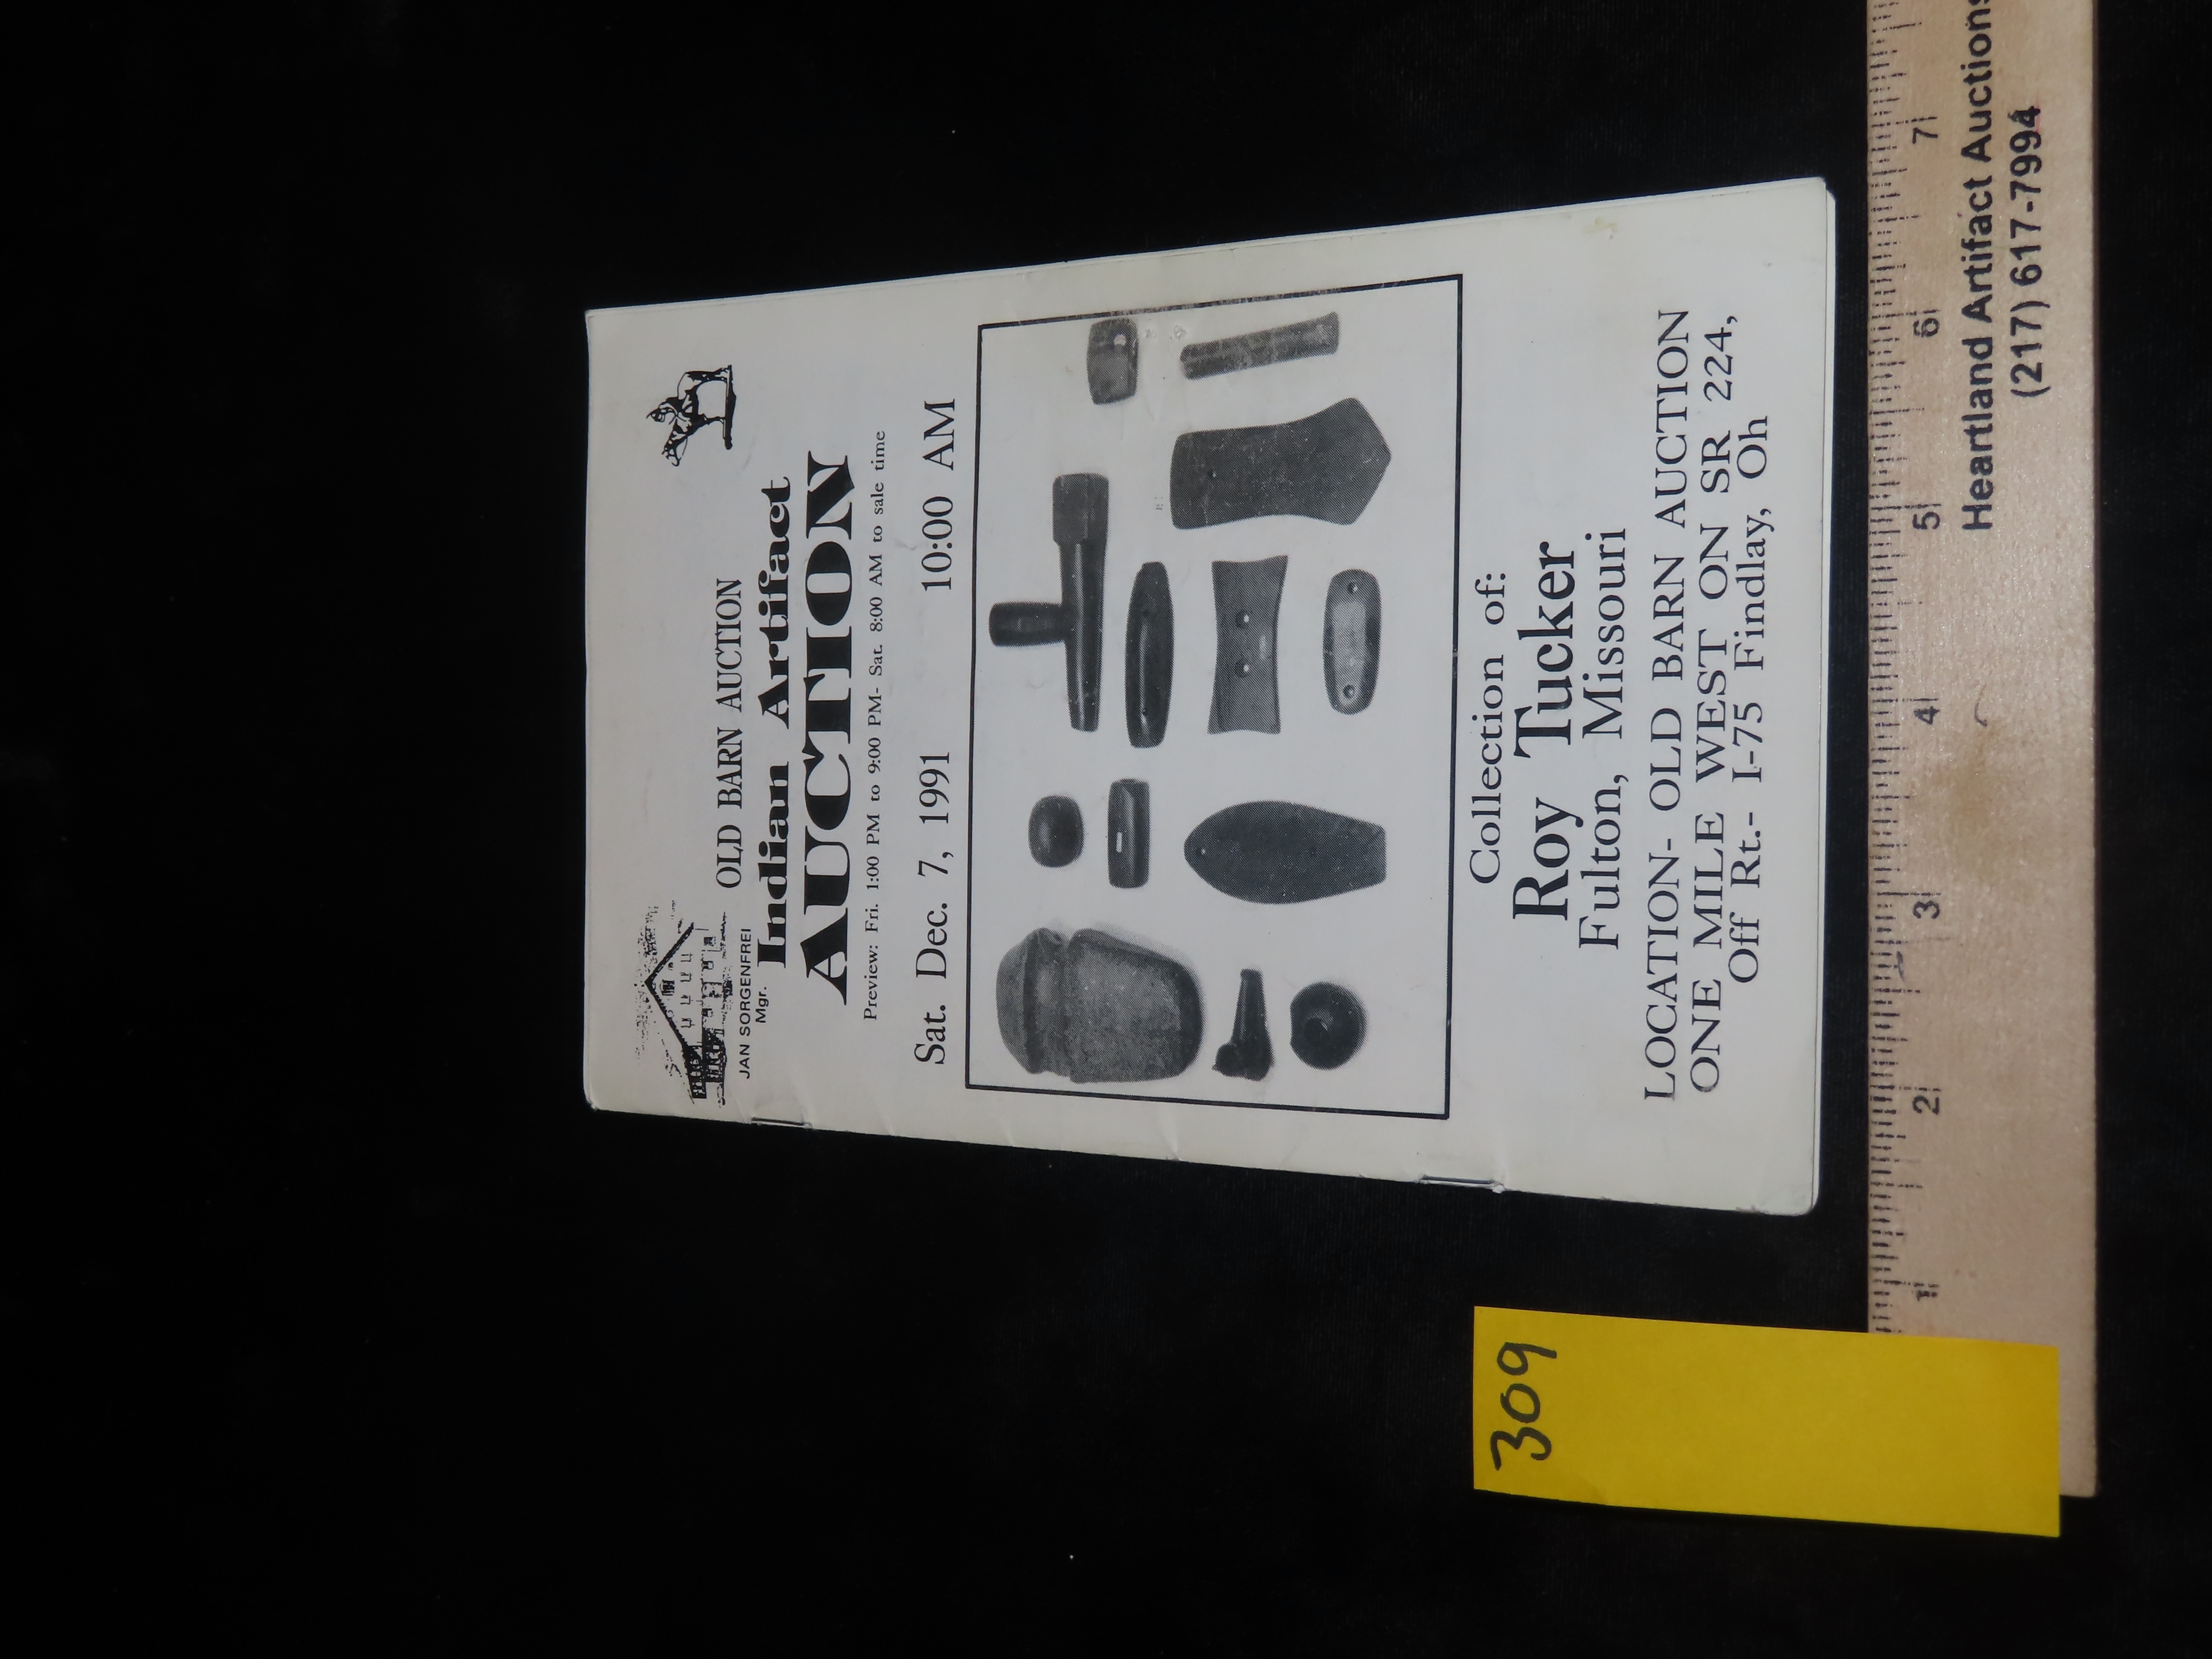 OLD BARN AUCTION
JAN SORGENFREI
Mgr.
Indian Artifact
AUCTION
Preview: Fri. 1:00 PM to 9:00 PM- Sat. 8:00 AM to sale time
Sat. Dec. 7, 1991 10:00 AM
Collection of:
Roy Tucker
Fulton, Missouri
LOCATION- OLD BARN AUCTION
ONE MILE WEST ON SR 224,
Off Rt.- I-75 Findlay, Oh
309
1 2 3 4 5 6 7
Heartland Artifact Auctions
(217) 617-7994